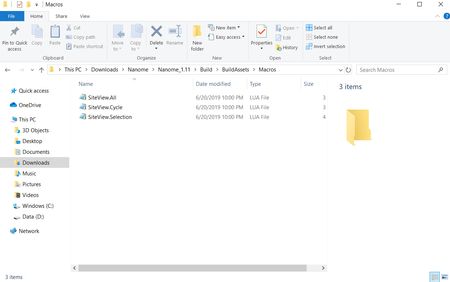 Macros
File Home Share View
Pin to Quick access
Copy
Paste
Cut
Copy path
Paste shortcut
Clipboard
Move to
Copy to
Delete
Rename
Organize
New folder
New item
Easy access
New
Properties
Open
Edit
History
Open
Select all
Select none
Invert selection
Select
This PC > Downloads > Nanome > Nanome_1.11 > Build > BuildAssets > Macros
Search Macros
Name Date modified Type Size
SiteView.All 6/20/2019 10:00 PM LUA File 3
SiteView.Cycle 6/20/2019 10:00 PM LUA File 3
SiteView.Selection 6/20/2019 10:00 PM LUA File 4
3 items
Quick access
OneDrive
This PC
3D Objects
Desktop
Documents
Downloads
Music
Pictures
Videos
Windows (C:)
Data (D:)
Network
3 items